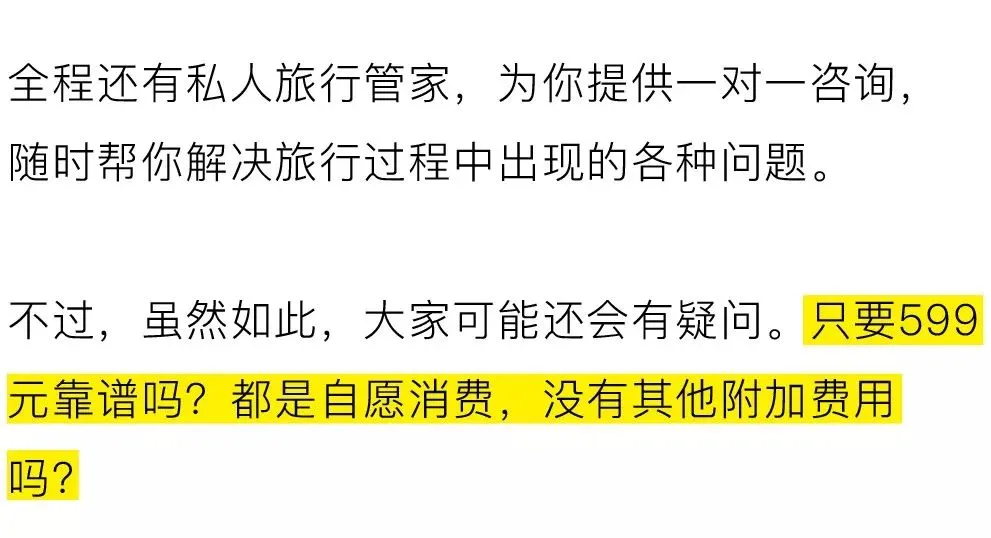 全程还有私人旅行管家，为你提供一对一咨询，
随时帮你解决旅行过程中出现的各种问题。
不过，虽然如此，大家可能还会有疑问。只要599
元靠谱吗？都是自愿消费，没有其他附加费用
吗？